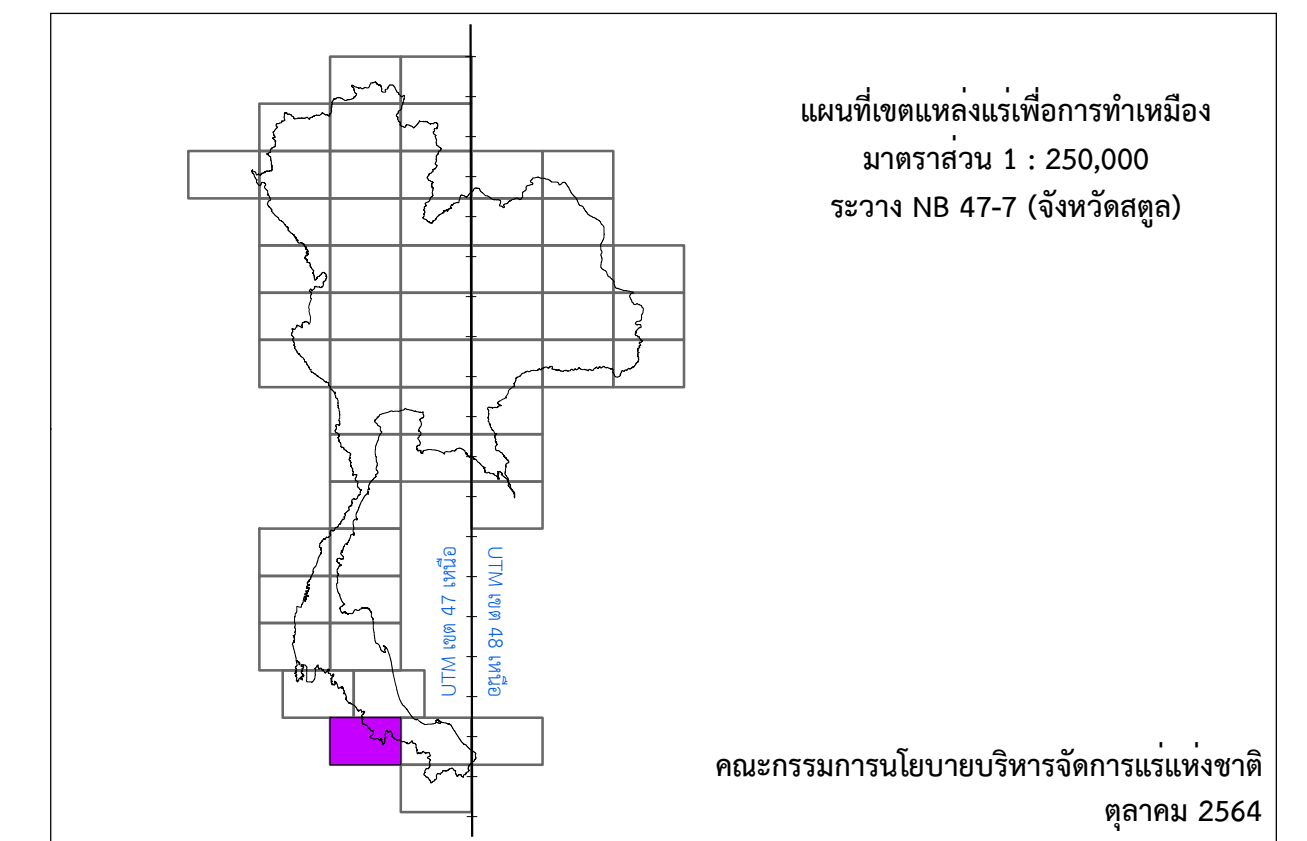 แผนที่เขตแหล่งแร่เพื่อการทำเหมือง
มาตราส่วน 1 : 250,000
ระวาง NB 47-7 (จังหวัดสตูล)
UTM เขต 47 เหนือ
UTM เขต 48 เหนือ
คณะกรรมการนโยบายบริหารจัดการแร่แห่งชาติ
ตุลาคม 2564